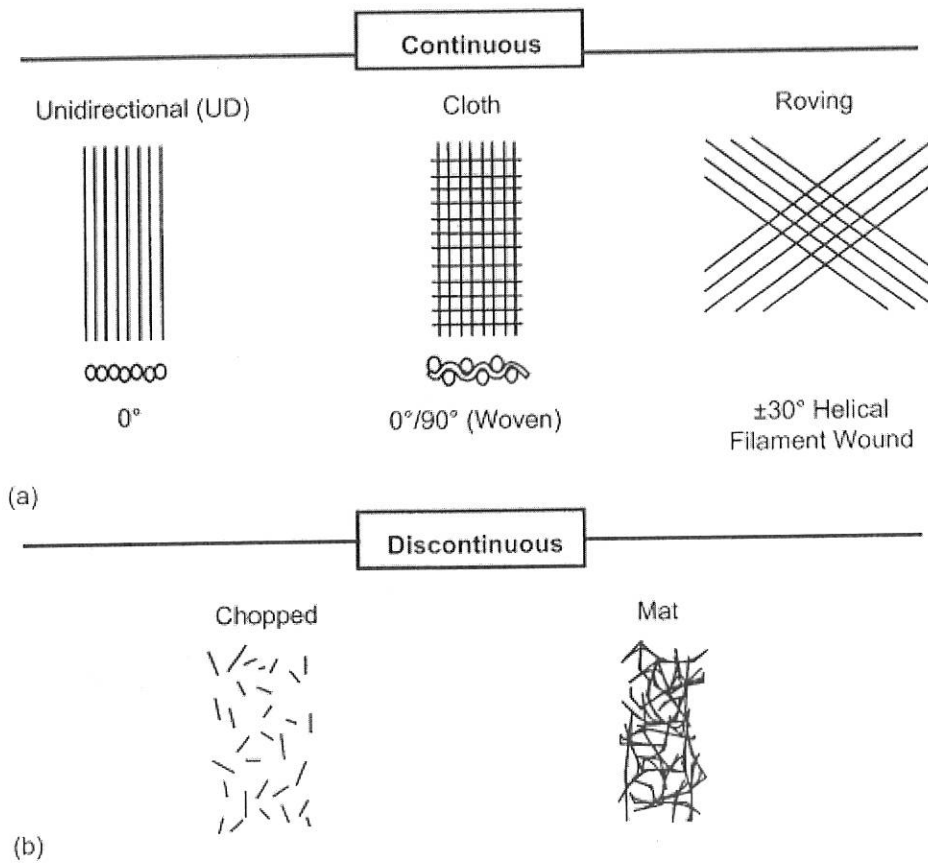 Continuous
Unidirectional (UD)
Cloth
Roving
0°
0°/90° (Woven)
±30° Helical
Filament Wound
(a)
Discontinuous
Chopped
Mat
(b)